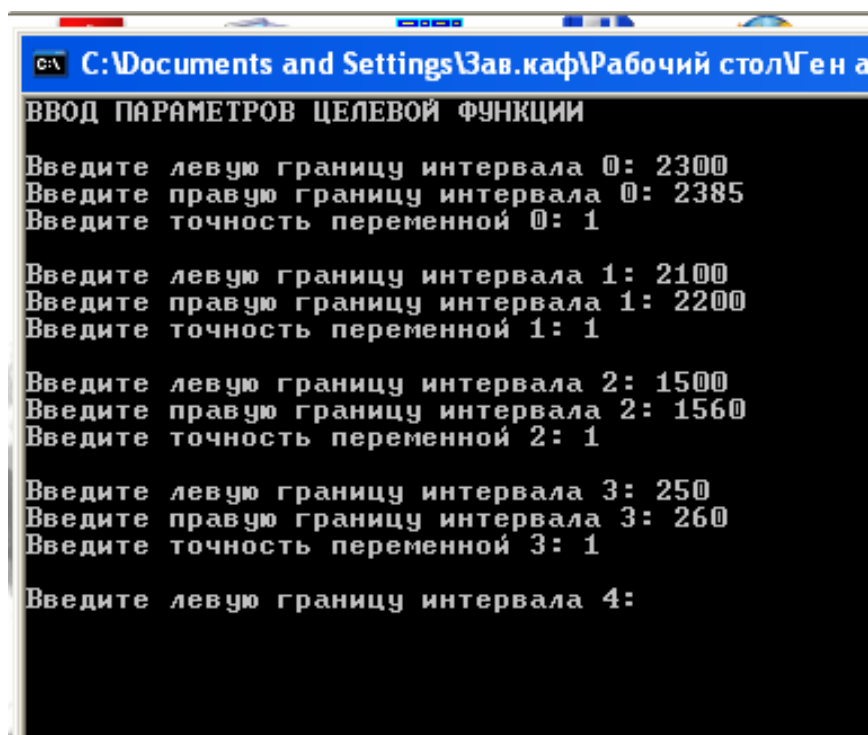 C:\Documents and Settings\Зав.каф\Рабочий стол\Ген а
ВВОД ПАРАМЕТРОВ ЦЕЛЕВОЙ ФУНКЦИИ
Введите левую границу интервала 0: 2300
Введите правую границу интервала 0: 2385
Введите точность переменной 0: 1
Введите левую границу интервала 1: 2100
Введите правую границу интервала 1: 2200
Введите точность переменной 1: 1
Введите левую границу интервала 2: 1500
Введите правую границу интервала 2: 1560
Введите точность переменной 2: 1
Введите левую границу интервала 3: 250
Введите правую границу интервала 3: 260
Введите точность переменной 3: 1
Введите левую границу интервала 4: